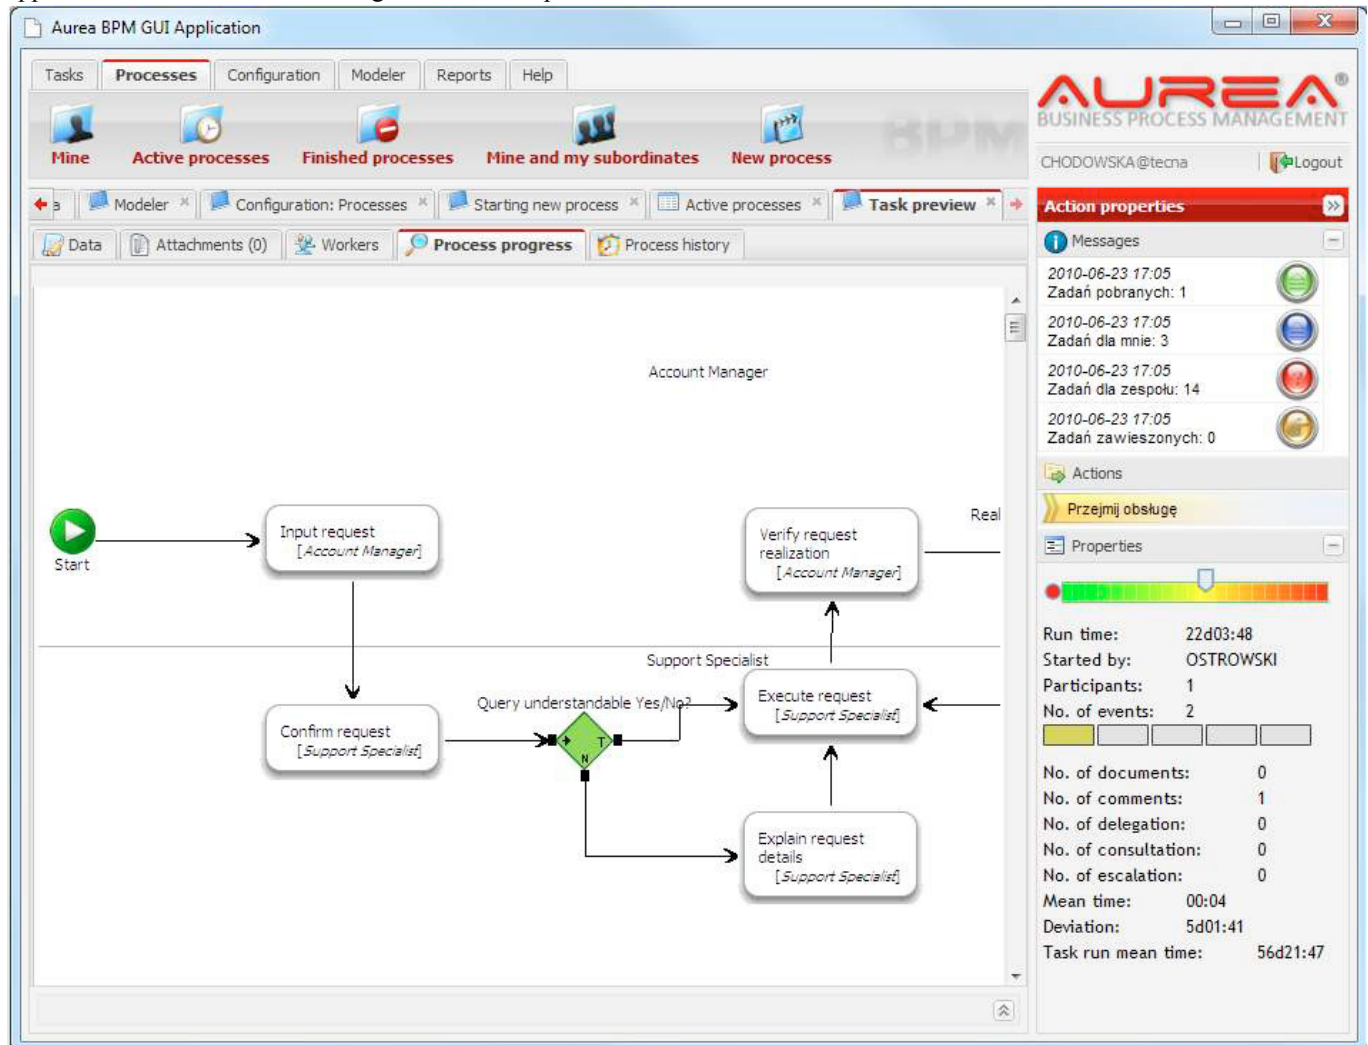 Aurea BPM GUI Application
Tasks Processes Configuration Modeler Reports Help
Mine Active processes Finished processes Mine and my subordinates New process
BPM
AUREA®
BUSINESS PROCESS MANAGEMENT
CHODOWSKA@tecna Logout
a Modeler Configuration: Processes Starting new process Active processes Task preview
Data Attachments (0) Workers Process progress Process history
Account Manager
Start
Input request
[Account Manager]
Verify request
realization
[Account Manager]
Real
Support Specialist
Query understandable Yes/No?
Confirm request
[Support Specialist]
T
N
Execute request
[Support Specialist]
Explain request
details
[Support Specialist]
Action properties
Messages
2010-06-23 17:05
Zadań pobranych: 1
2010-06-23 17:05
Zadań dla mnie: 3
2010-06-23 17:05
Zadań dla zespołu: 14
2010-06-23 17:05
Zadań zawieszonych: 0
Actions
Przejmij obsługę
Properties
Run time: 22d03:48
Started by: OSTROWSKI
Participants: 1
No. of events: 2
No. of documents: 0
No. of comments: 1
No. of delegation: 0
No. of consultation: 0
No. of escalation: 0
Mean time: 00:04
Deviation: 5d01:41
Task run mean time: 56d21:47